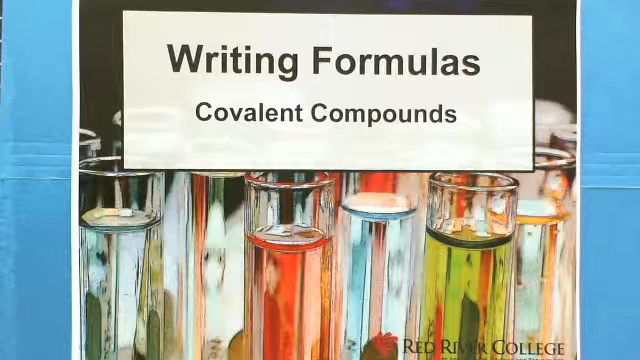 Writing Formulas
Covalent Compounds
RED RIVER COLLEGE